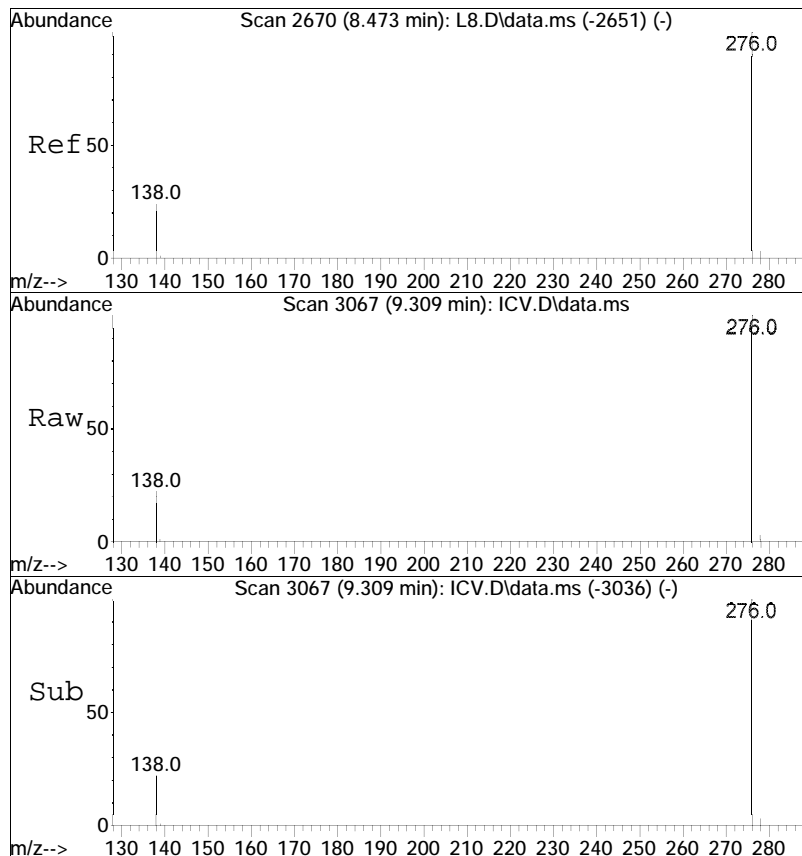 Abundance Scan 2670 (8.473 min): L8.D\data.ms (-2651) (-)
276.0
Ref 50
138.0
0
m/z--> 130 140 150 160 170 180 190 200 210 220 230 240 250 260 270 280
Abundance Scan 3067 (9.309 min): ICV.D\data.ms
276.0
Raw 50
138.0
0
m/z--> 130 140 150 160 170 180 190 200 210 220 230 240 250 260 270 280
Abundance Scan 3067 (9.309 min): ICV.D\data.ms (-3036) (-)
276.0
Sub 50
138.0
0
m/z--> 130 140 150 160 170 180 190 200 210 220 230 240 250 260 270 280